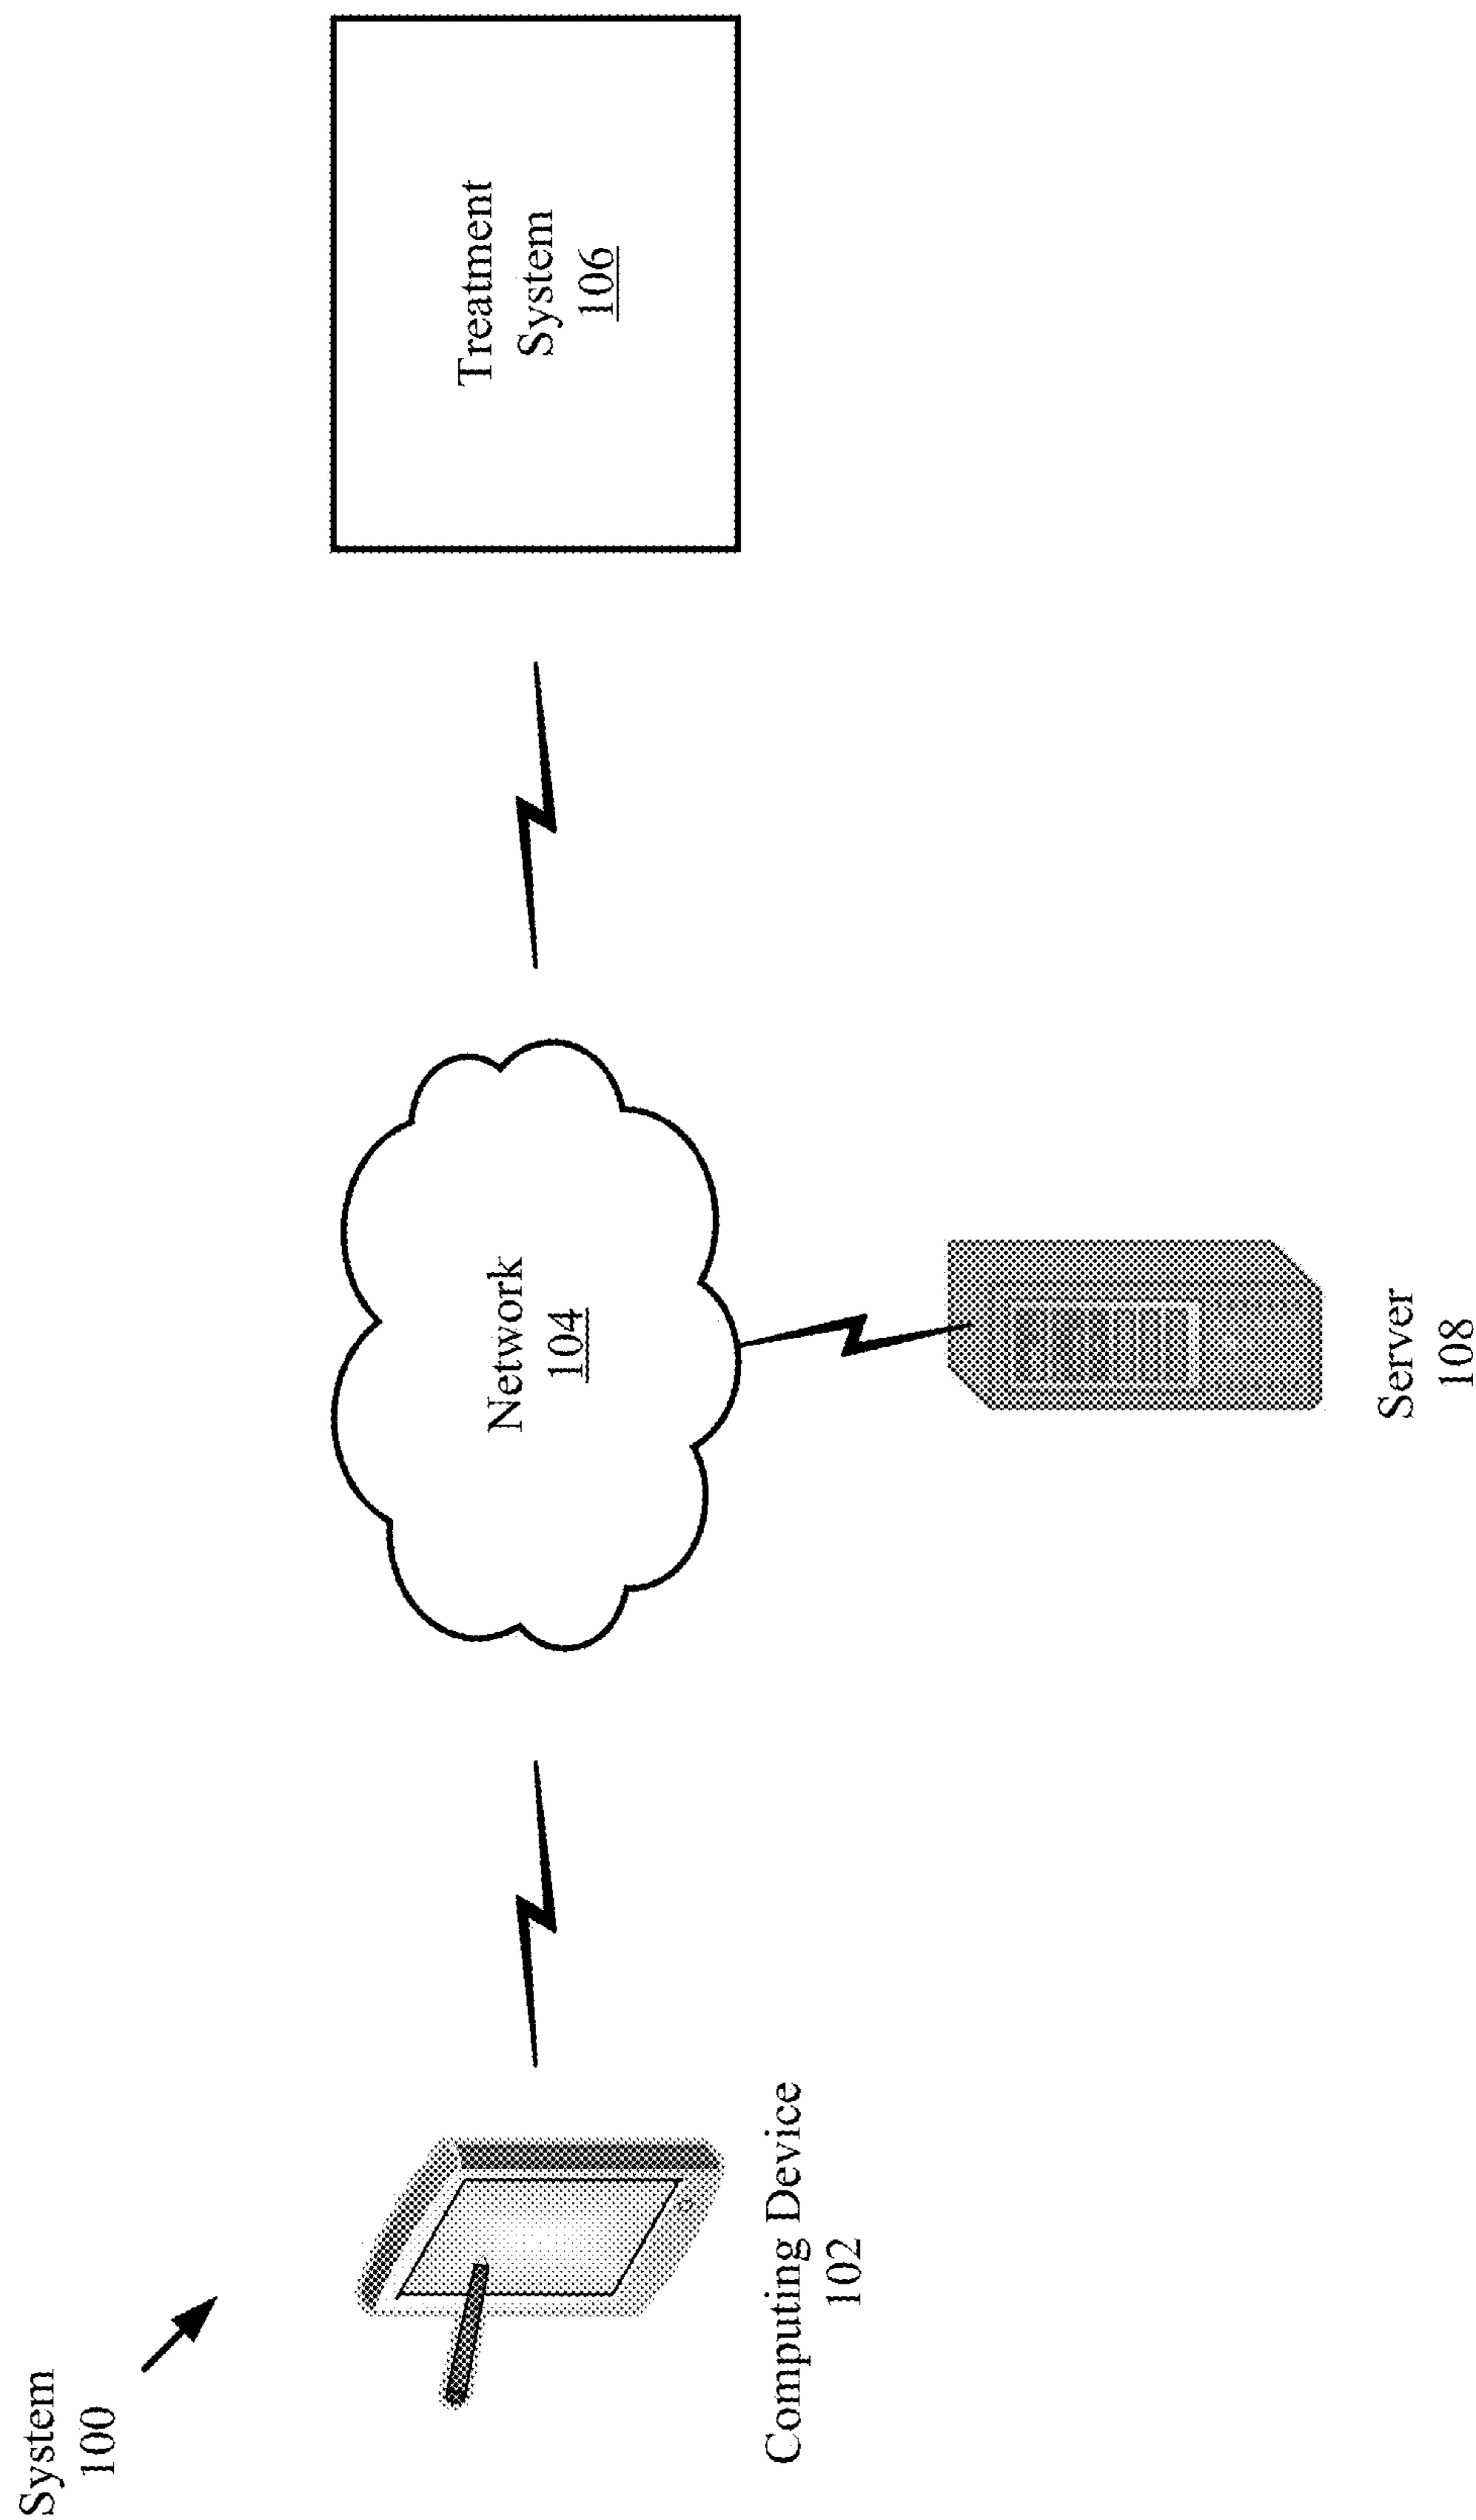 System
100
Computing Device
102
Network
104
Server
108
Treatment
System
106